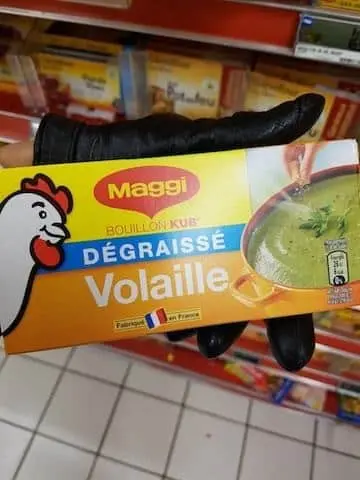 Maggi
BOUILLON KUB
DÉGRAISSÉ
Volaille
Fabriqué en France